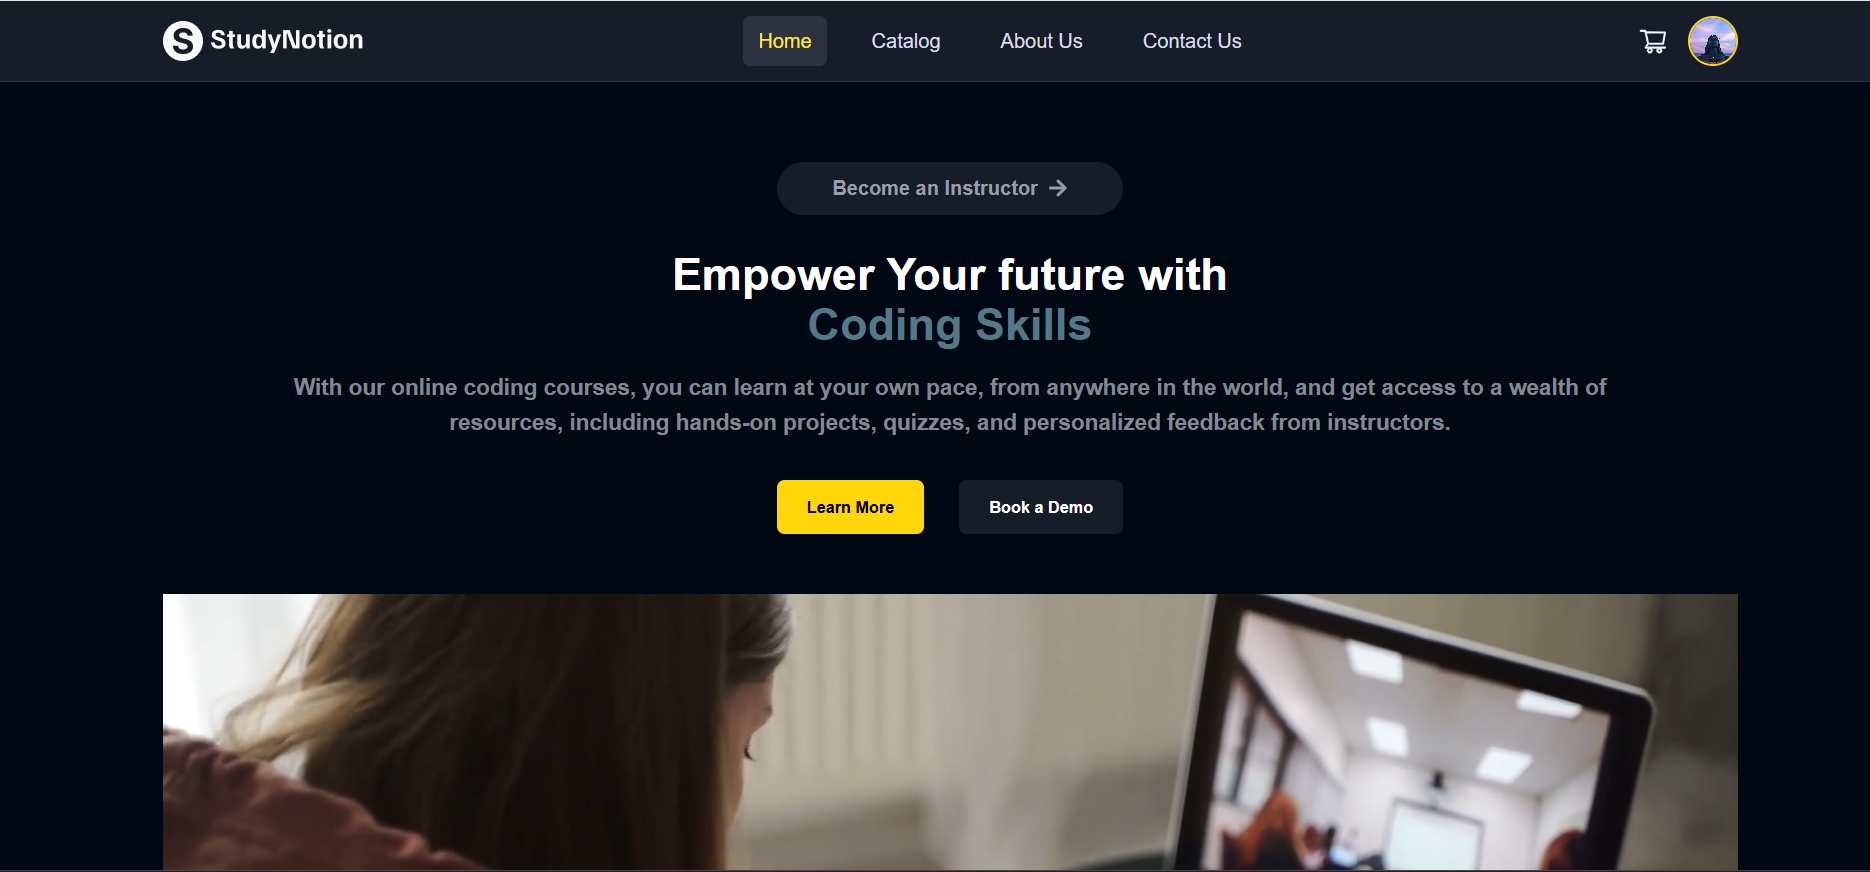 StudyNotion
Home
Catalog
About Us
Contact Us
Become an Instructor
Empower Your future with
Coding Skills
With our online coding courses, you can learn at your own pace, from anywhere in the world, and get access to a wealth of
resources, including hands-on projects, quizzes, and personalized feedback from instructors.
Learn More
Book a Demo